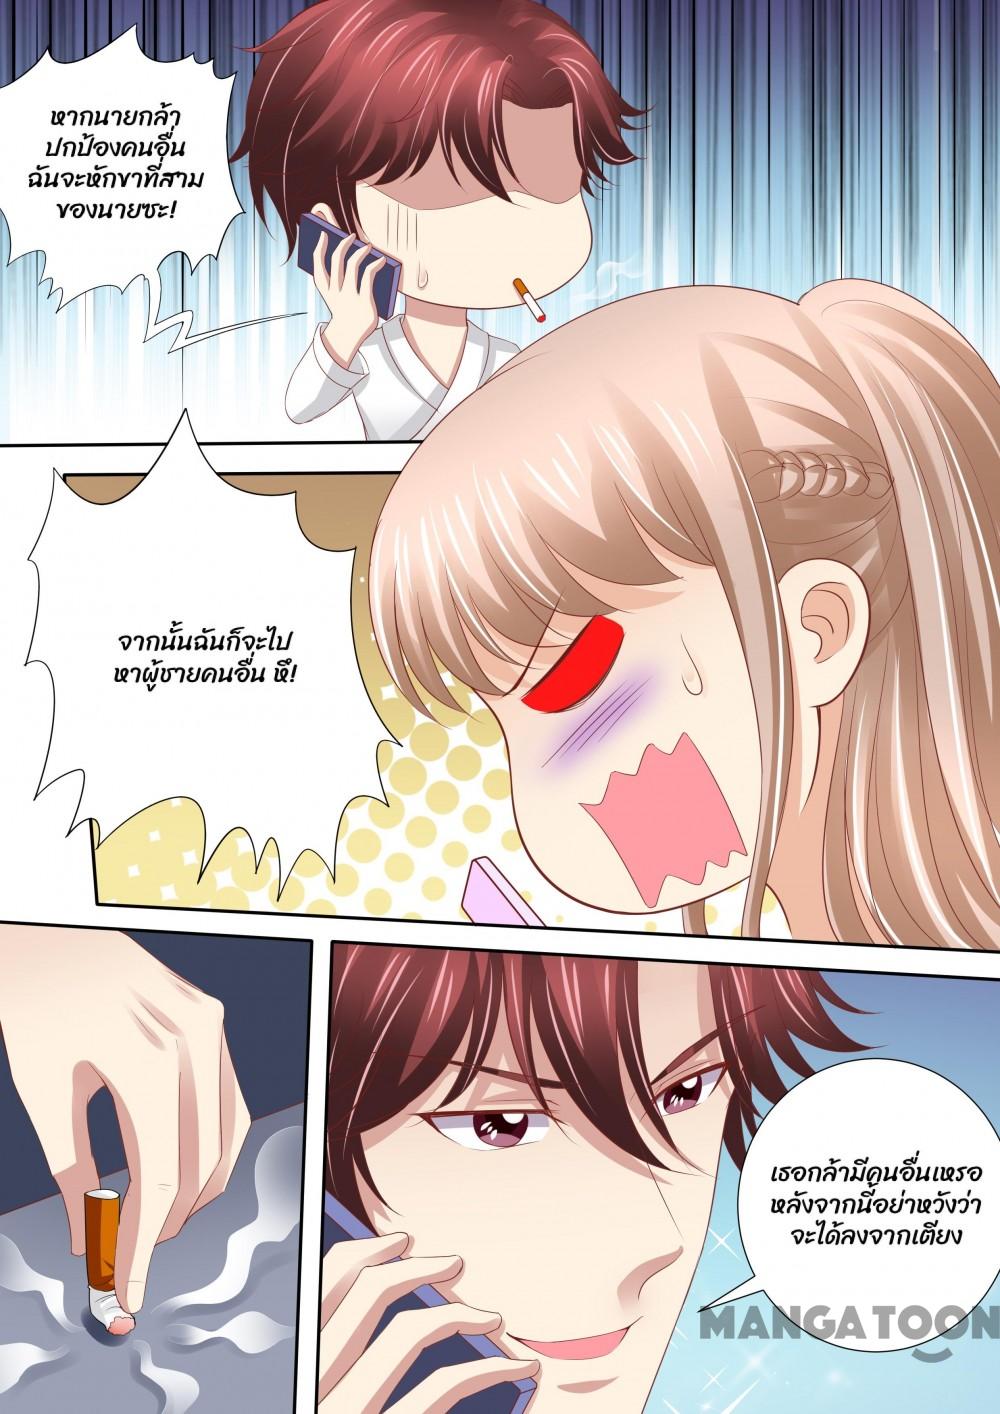 หากนายกล้า
ปกป้องคนอื่น
ฉันจะหักขาที่สาม
ของนายซะ!
จากนั้นฉันก็จะไป
หาผู้ชายคนอื่น หึ!
เธอกล้ามีคนอื่นเหรอ
หลังจากนี้อย่าหวังว่า
จะได้ลงจากเตียง
MANGATOON